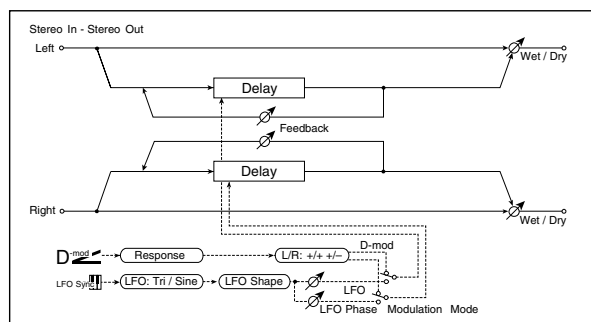 Stereo In - Stereo Out
Left
Wet / Dry
Delay
Feedback
Delay
Right
Wet / Dry
D-mod
D-mod
Response
L/R: +/+ +/–
LFO Sync
LFO: Tri / Sine
LFO Shape
LFO
LFO Phase Modulation Mode